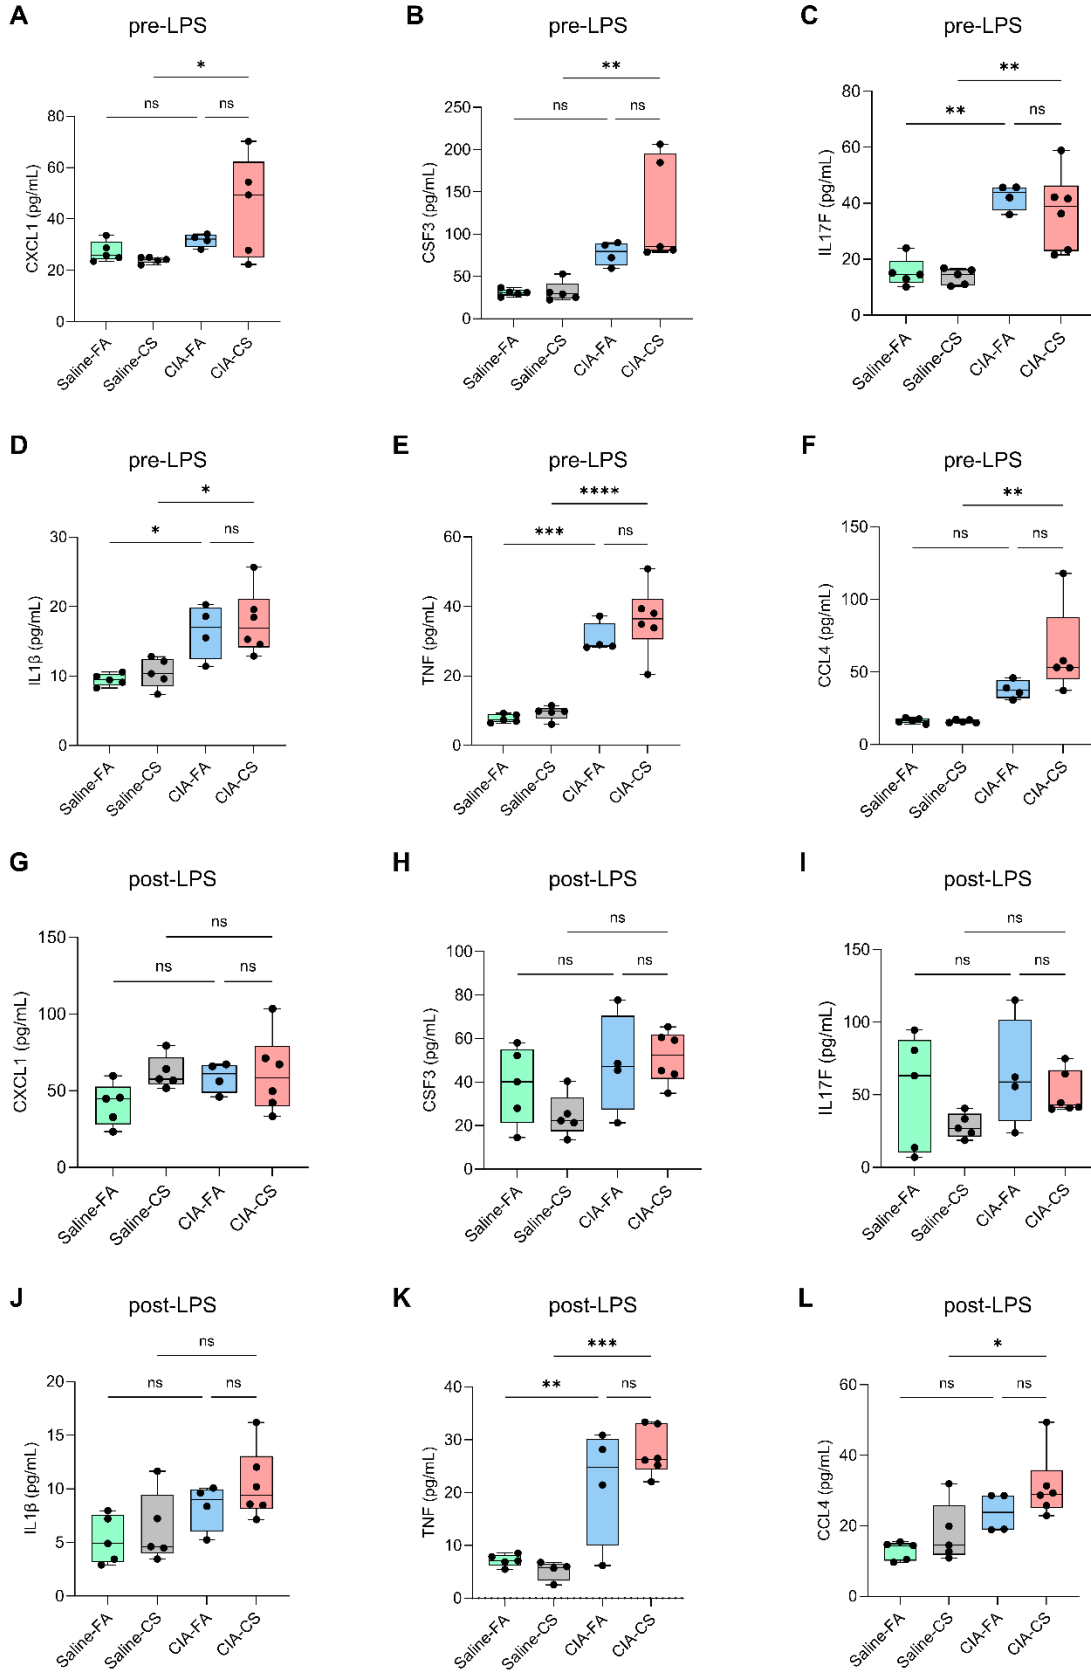 A
pre-LPS
*
ns
ns
CXCL1 (pg/mL)
80
60
40
20
0
Saline-FA
Saline-CS
CIA-FA
CIA-CS
B
pre-LPS
**
ns
ns
CSF3 (pg/mL)
250
200
150
100
50
0
Saline-FA
Saline-CS
CIA-FA
CIA-CS
C
pre-LPS
**
**
ns
IL17F (pg/mL)
80
60
40
20
0
Saline-FA
Saline-CS
CIA-FA
CIA-CS
D
pre-LPS
*
*
ns
IL1β (pg/mL)
30
20
10
0
Saline-FA
Saline-CS
CIA-FA
CIA-CS
E
pre-LPS
****
***
ns
TNF (pg/mL)
60
40
20
0
Saline-FA
Saline-CS
CIA-FA
CIA-CS
F
pre-LPS
**
ns
ns
CCL4 (pg/mL)
150
100
50
0
Saline-FA
Saline-CS
CIA-FA
CIA-CS
G
post-LPS
ns
ns
ns
CXCL1 (pg/mL)
150
100
50
0
Saline-FA
Saline-CS
CIA-FA
CIA-CS
H
post-LPS
ns
ns
ns
CSF3 (pg/mL)
100
80
60
40
20
0
Saline-FA
Saline-CS
CIA-FA
CIA-CS
I
post-LPS
ns
ns
ns
IL17F (pg/mL)
150
100
50
0
Saline-FA
Saline-CS
CIA-FA
CIA-CS
J
post-LPS
ns
ns
ns
IL1β (pg/mL)
20
15
10
5
0
Saline-FA
Saline-CS
CIA-FA
CIA-CS
K
post-LPS
***
**
ns
TNF (pg/mL)
40
30
20
10
0
Saline-FA
Saline-CS
CIA-FA
CIA-CS
L
post-LPS
*
ns
ns
CCL4 (pg/mL)
60
40
20
0
Saline-FA
Saline-CS
CIA-FA
CIA-CS